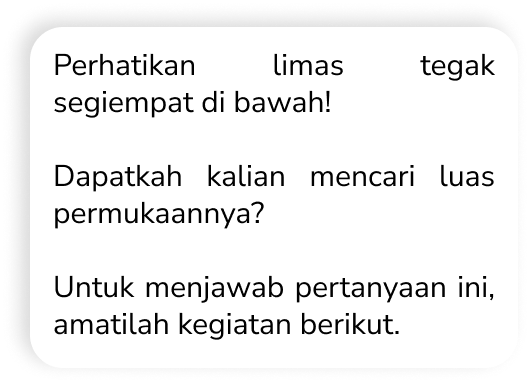 Perhatikan limas tegak
segiempat di bawah!
Dapatkah kalian mencari luas
permukaannya?
Untuk menjawab pertanyaan ini,
amatilah kegiatan berikut.